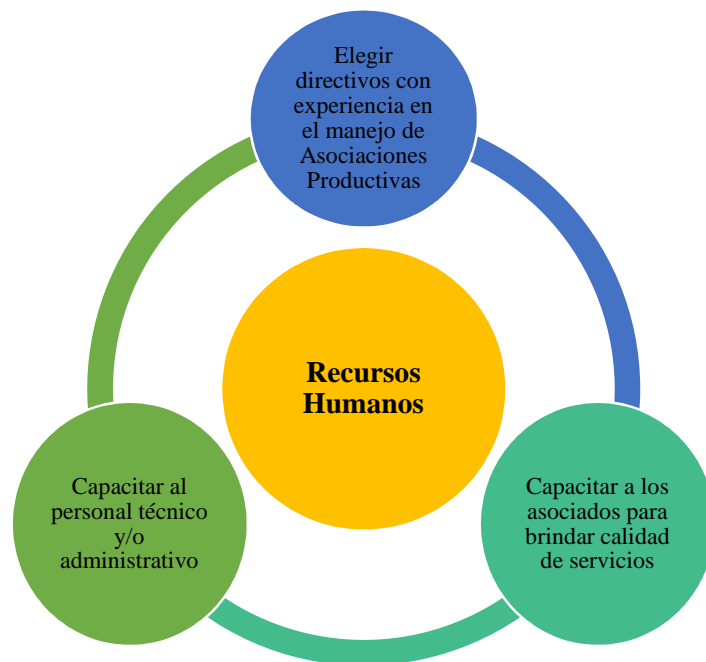 Elegir
directivos con
experiencia en
el manejo de
Asociaciones
Productivas
Recursos
Humanos
Capacitar al
personal técnico
y/o
administrativo
Capacitar a los
asociados para
brindar calidad
de servicios